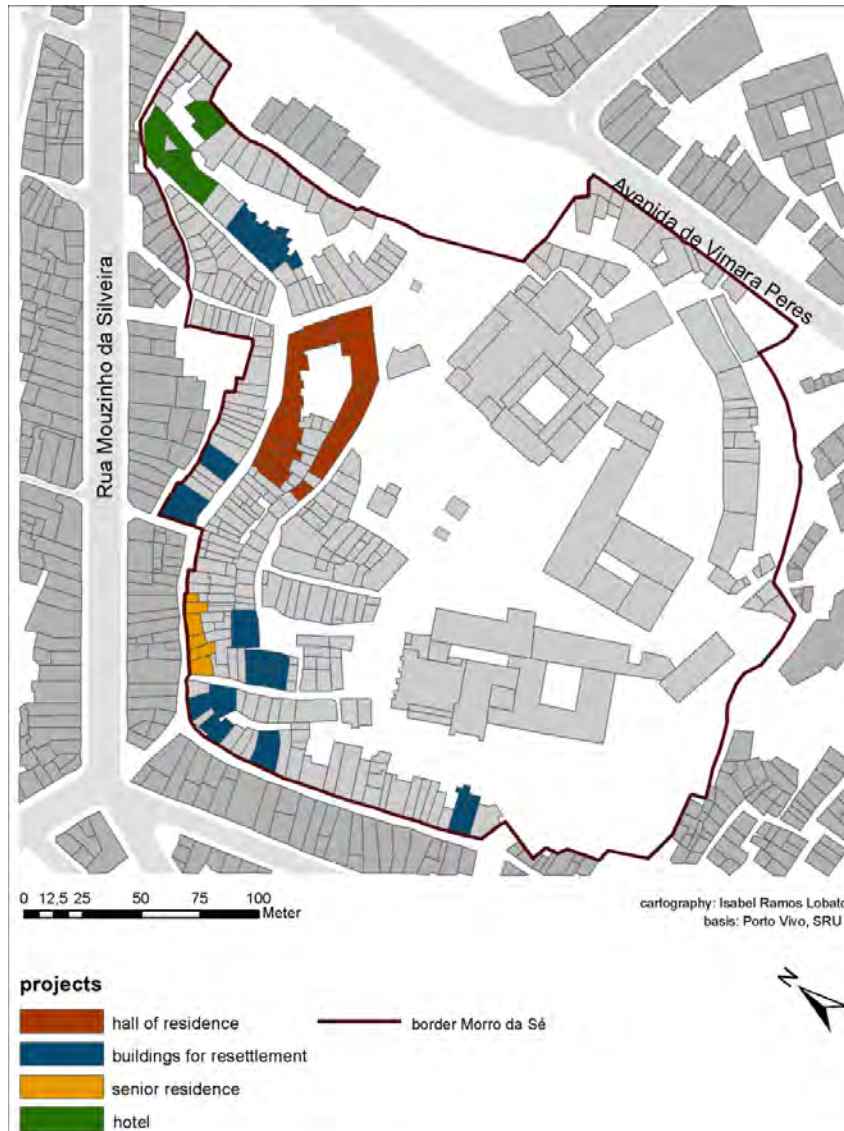 Avenida de Vimara Peres
Rua Mouzinho da Silveira
0 12,5 25 50 75 100
Meter
cartography: Isabel Ramos Lobato
basis: Porto Vivo, SRU
N
projects
hall of residence
border Morro da Sé
buildings for resettlement
senior residence
hotel